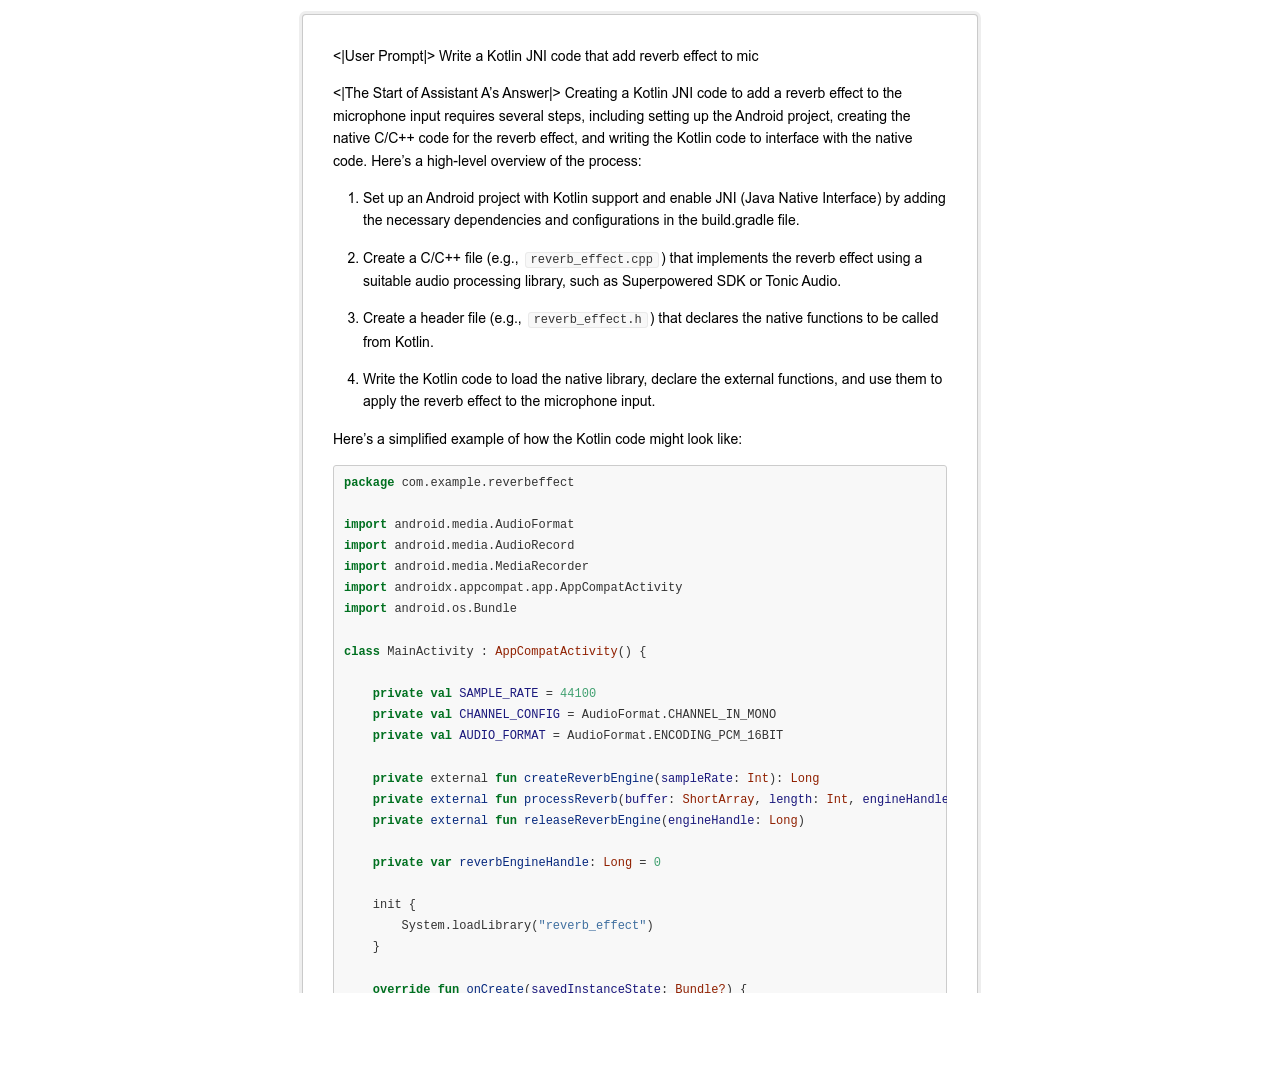 <|User Prompt|> Write a Kotlin JNI code that add reverb effect to mic
<|The Start of Assistant A’s Answer|> Creating a Kotlin JNI code to add a reverb effect to the
microphone input requires several steps, including setting up the Android project, creating the
native C/C++ code for the reverb effect, and writing the Kotlin code to interface with the native
code. Here’s a high-level overview of the process:
1. Set up an Android project with Kotlin support and enable JNI (Java Native Interface) by adding
the necessary dependencies and configurations in the build.gradle file.
2. Create a C/C++ file (e.g., reverb_effect.cpp ) that implements the reverb effect using a
suitable audio processing library, such as Superpowered SDK or Tonic Audio.
3. Create a header file (e.g., reverb_effect.h ) that declares the native functions to be called
from Kotlin.
4. Write the Kotlin code to load the native library, declare the external functions, and use them to
apply the reverb effect to the microphone input.
Here’s a simplified example of how the Kotlin code might look like:
package com.example.reverbeffect
import android.media.AudioFormat
import android.media.AudioRecord
import android.media.MediaRecorder
import androidx.appcompat.app.AppCompatActivity
import android.os.Bundle
class MainActivity : AppCompatActivity() {
    private val SAMPLE_RATE = 44100
    private val CHANNEL_CONFIG = AudioFormat.CHANNEL_IN_MONO
    private val AUDIO_FORMAT = AudioFormat.ENCODING_PCM_16BIT
    private external fun createReverbEngine(sampleRate: Int): Long
    private external fun processReverb(buffer: ShortArray, length: Int, engineHandle
    private external fun releaseReverbEngine(engineHandle: Long)
    private var reverbEngineHandle: Long = 0
    init {
        System.loadLibrary("reverb_effect")
    }
    override fun onCreate(savedInstanceState: Bundle?) {